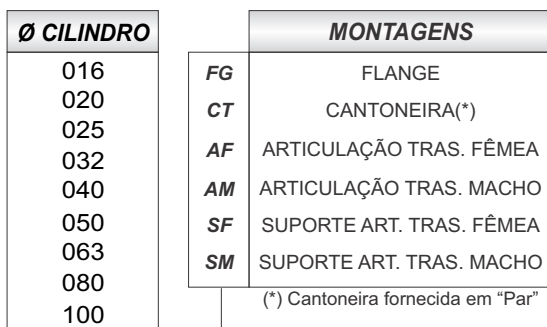 Ø CILINDRO
016
020
025
032
040
050
063
080
100
MONTAGENS
FG FLANGE
CT CANTONEIRA(*)
AF ARTICULAÇÃO TRAS. FÊMEA
AM ARTICULAÇÃO TRAS. MACHO
SF SUPORTE ART. TRAS. FÊMEA
SM SUPORTE ART. TRAS. MACHO
(*) Cantoneira fornecida em “Par”